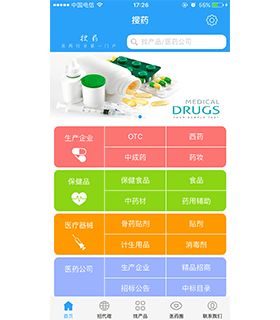 中国电信
17:26
55%
搜药
搜药
医药行业第一门户
找产品/医药公司
MEDICAL
DRUGS
YOUR SAMPLE TEXT
生产企业
OTC
西药
中成药
药妆
保健品
保健食品
食品
中药材
药用辅助
医疗器械
骨药贴剂
贴剂
计生用品
消毒剂
医药公司
生产企业
精品招商
招标公告
中标目录
首页
招代理
找产品
医药圈
联系我们